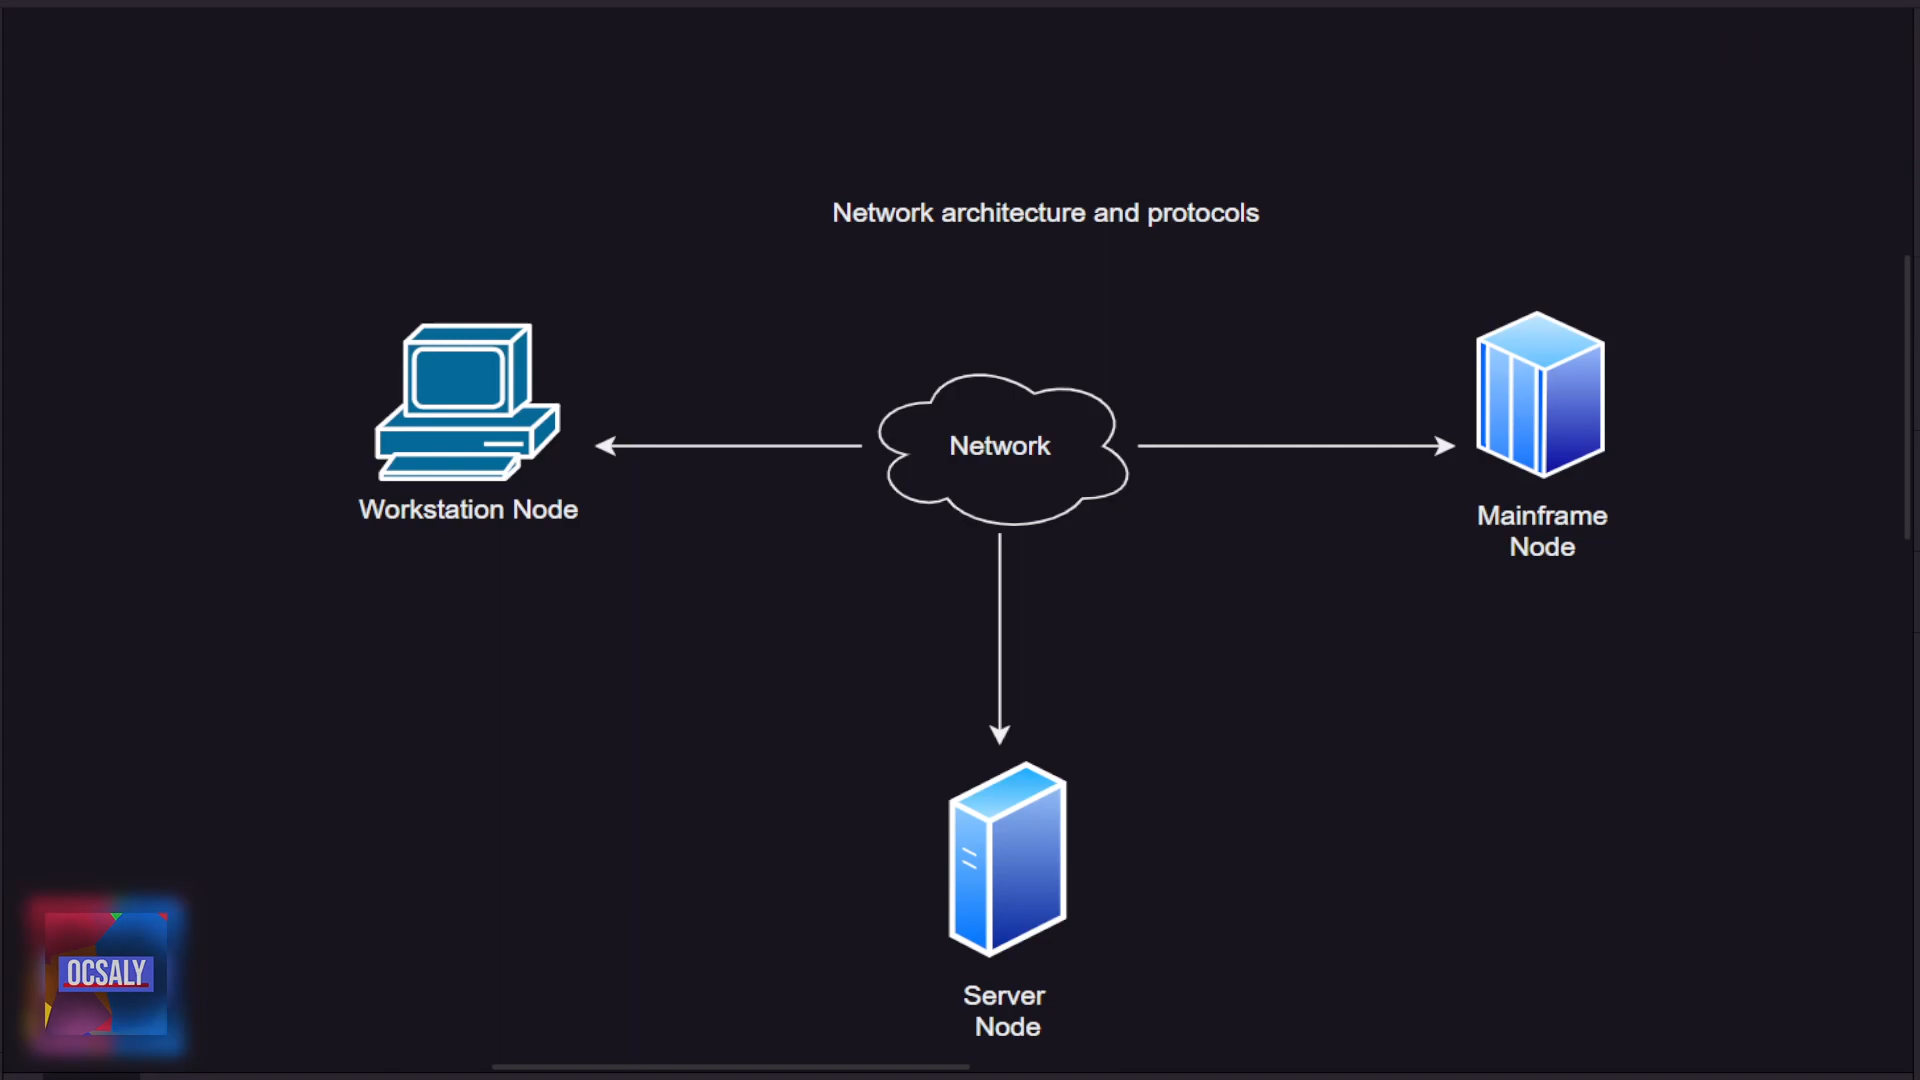 Network architecture and protocols
Network
Workstation Node
Mainframe
Node
Server
Node
OCSALY